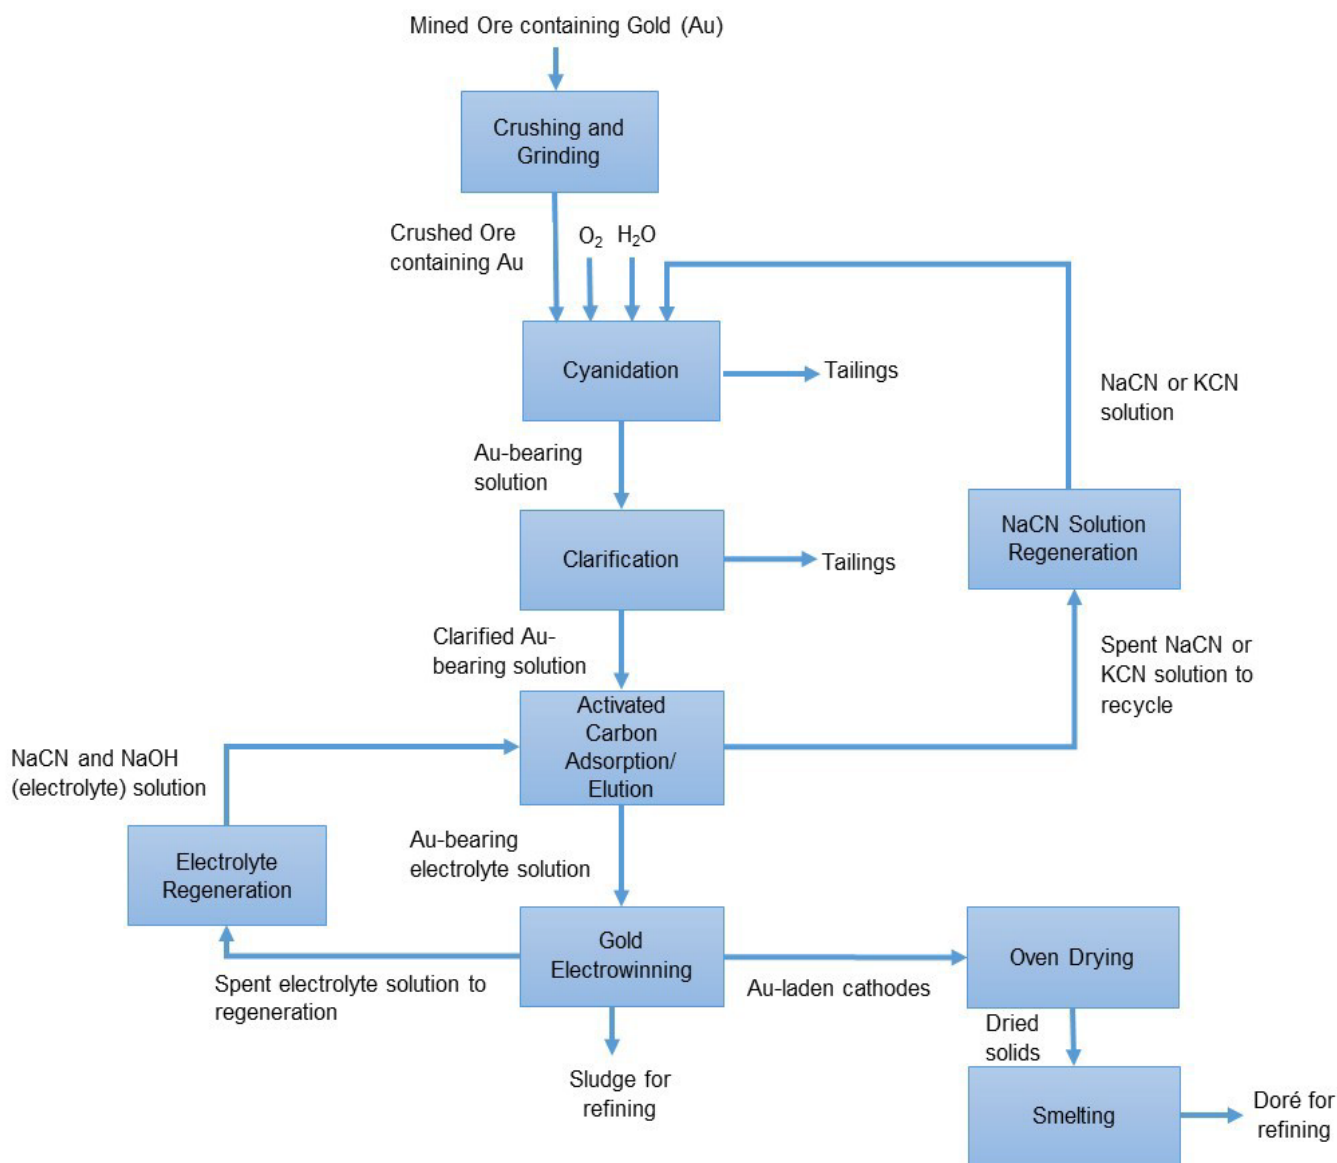 Mined Ore containing Gold (Au)
Crushing and
Grinding
Crushed Ore
containing Au
O₂
H₂O
Cyanidation
Tailings
NaCN or KCN
solution
Au-bearing
solution
NaCN Solution
Regeneration
Clarification
Tailings
Clarified Au-
bearing solution
Spent NaCN or
KCN solution to
recycle
Activated
Carbon
Adsorption/
Elution
NaCN and NaOH
(electrolyte) solution
Au-bearing
electrolyte solution
Electrolyte
Regeneration
Gold
Electrowinning
Oven Drying
Spent electrolyte solution to
regeneration
Au-laden cathodes
Dried
solids
Sludge for
refining
Smelting
Doré for
refining